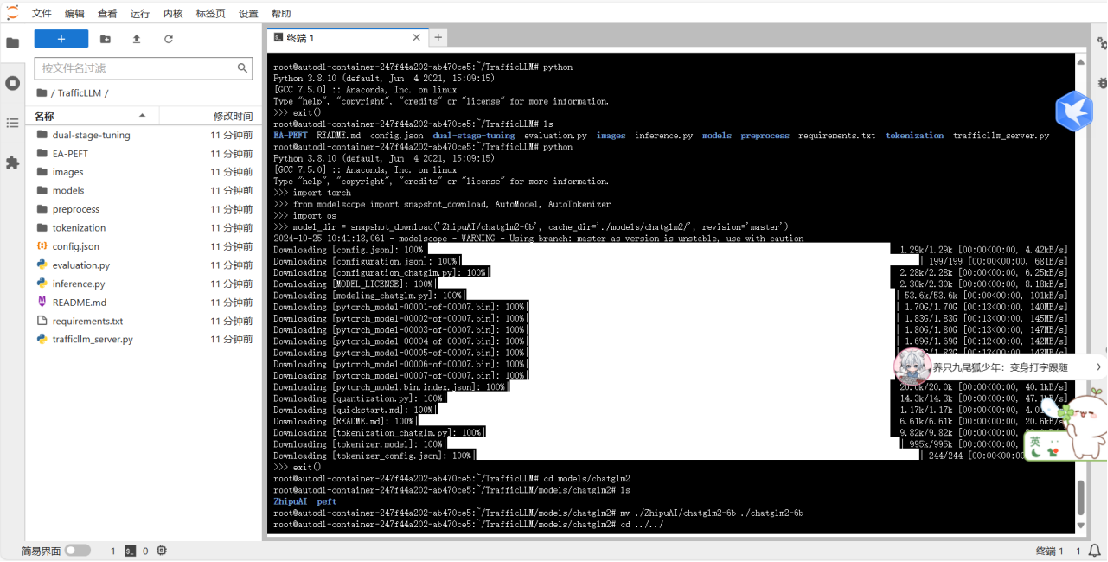 文件 编辑 查看 运行 内核 标签页 设置 帮助
终端 1
按文件名过滤
/ TrafficLLM /
名称 修改时间
dual-stage-tuning 11 分钟前
EA-PEFT 11 分钟前
images 11 分钟前
models 11 分钟前
preprocess 11 分钟前
tokenization 11 分钟前
config.json 11 分钟前
evaluation.py 11 分钟前
inference.py 11 分钟前
README.md 11 分钟前
requirements.txt 11 分钟前
trafficllm_server.py 11 分钟前
root@autodl-container-247f44a202-ab470ce5:~/TrafficLLM# python
Python 3.8.10 (default, Jun 4 2021, 15:09:15)
[GCC 7.5.0] :: Anaconda, Inc. on linux
Type "help", "copyright", "credits" or "license" for more information.
>>> exit()
root@autodl-container-247f44a202-ab470ce5:~/TrafficLLM# ls
EA-PEFT README.md config.json dual-stage-tuning evaluation.py images inference.py models preprocess requirements.txt tokenization trafficllm_server.py
root@autodl-container-247f44a202-ab470ce5:~/TrafficLLM# python
Python 3.8.10 (default, Jun 4 2021, 15:09:15)
[GCC 7.5.0] :: Anaconda, Inc. on linux
Type "help", "copyright", "credits" or "license" for more information.
>>> import torch
>>> from modelscope import snapshot_download, AutoModel, AutoTokenizer
>>> import os
>>> model_dir = snapshot_download('ZhipuAI/chatglm2-6b', cache_dir='./models/chatglm2/', revision='master')
2024-10-25 10:41:13,061 - modelscope - WARNING - Using branch: master as version is unstable, use with caution
Downloading [config.json]: 100% 1.29k/1.29k [00:00<00:00, 4.42kB/s]
Downloading [configuration.json]: 100%| | 199/199 [00:00<00:00, 681B/s]
Downloading [configuration_chatglm.py]: 100%| 2.28k/2.28k [00:00<00:00, 6.25kB/s]
Downloading [MODEL_LICENSE]: 100%| 2.30k/2.30k [00:00<00:00, 8.18kB/s]
Downloading [modeling_chatglm.py]: 100%| | 53.6k/53.6k [00:00<00:00, 101kB/s]
Downloading [pytorch_model-00001-of-00007.bin]: 100%| | 1.70G/1.70G [00:13<00:00, 140MB/s]
Downloading [pytorch_model-00002-of-00007.bin]: 100%| | 1.83G/1.83G [00:13<00:00, 145MB/s]
Downloading [pytorch_model-00003-of-00007.bin]: 100%| | 1.80G/1.80G [00:13<00:00, 147MB/s]
Downloading [pytorch_model-00004-of-00007.bin]: 100%| | 1.69G/1.69G [00:12<00:00, 142MB/s]
Downloading [pytorch_model-00005-of-00007.bin]: 100%|
Downloading [pytorch_model-00006-of-00007.bin]: 100%|
Downloading [pytorch_model-00007-of-00007.bin]: 100%|
Downloading [pytorch_model.bin.index.json]: 100%| 20.0k/20.0k [00:00<00:00, 40.1kB/s]
Downloading [quantization.py]: 100% 14.3k/14.3k [00:00<00:00,
Downloading [quickstart.md]: 100%| 1.17k/1.17k [00:00<00:00,
Downloading [README.md]: 100%| 6.61k/6.61k [00:00<00:00,
Downloading [tokenization_chatglm.py]: 100%| 9.82k/9.82k [00:00<00:00,
Downloading [tokenizer.model]: 100% | 995k/995k [00:00<00:0
Downloading [tokenizer_config.json]: 100%| | 244/244 [00:00<00:0
>>> exit()
root@autodl-container-247f44a202-ab470ce5:~/TrafficLLM# cd models/chatglm2
root@autodl-container-247f44a202-ab470ce5:~/TrafficLLM/models/chatglm2# ls
ZhipuAI peft
root@autodl-container-247f44a202-ab470ce5:~/TrafficLLM/models/chatglm2# mv ./ZhipuAI/chatglm2-6b ./chatglm2-6b
root@autodl-container-247f44a202-ab470ce5:~/TrafficLLM/models/chatglm2# cd ../../
养只九尾狐少年：变身打字跟随
英
简易界面 1 0 终端 1 1